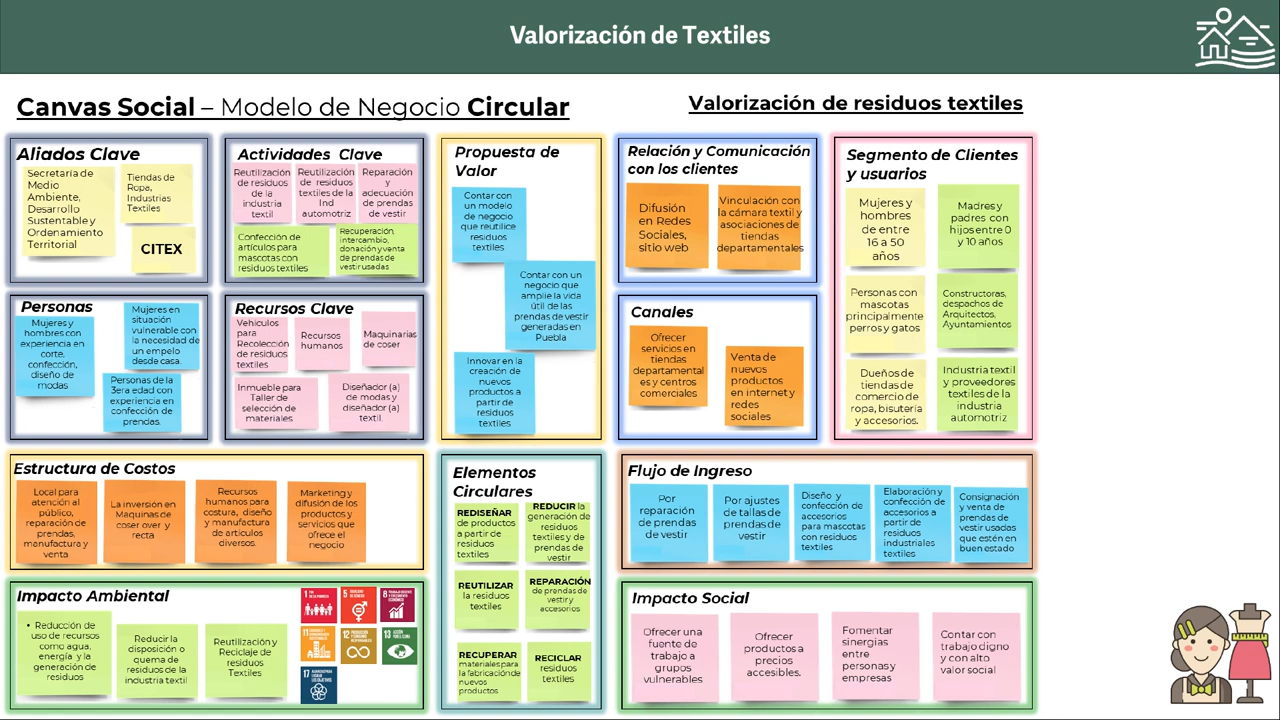 Valorización de Textiles
Canvas Social – Modelo de Negocio Circular
Valorización de residuos textiles
Aliados Clave
Secretaría de
Medio
Ambiente,
Desarrollo
Sustentable y
Ordenamiento
Territorial
Tiendas de
Ropa,
Industrias
Textiles
CITEX
Actividades Clave
Reutilización
de residuos
de la
industria
textil
Reutilización
de residuos
textiles de la
Ind
automotriz
Reparación
y
adecuación
de prendas
de vestir
Confección de
artículos para
mascotas con
residuos textiles
Recuperación,
intercambio,
donación y venta
de prendas de
vestir usadas
Propuesta de
Valor
Contar con
un modelo
de negocio
que reutilice
residuos
textiles
Contar con un
negocio que
amplie la vida
útil de las
prendas de vestir
generadas en
Puebla
Innovar en la
creación de
nuevos
productos a
partir de
residuos
textiles
Relación y Comunicación
con los clientes
Difusión
en Redes
Sociales,
sitio web
Vinculación con
la cámara textil y
asociaciones de
tiendas
departamentales
Segmento de Clientes
y usuarios
Mujeres y
hombres
de entre
16 a 50
años
Madres y
padres con
hijos entre 0
y 10 años
Personas con
mascotas
principalmente
perros y gatos
Constructoras,
despachos de
Arquitectos,
Ayuntamientos
Dueños de
tiendas de
comercio de
ropa, bisutería
y accesorios.
Industria textil
y proveedores
textiles de la
industria
automotriz
Personas
Mujeres y
hombres con
experiencia en
corte,
confección,
diseño de
modas
Mujeres en
situación
vulnerable con
la necesidad de
un empelo
desde casa.
Personas de la
3era edad con
experiencia en
confección de
prendas.
Recursos Clave
Vehículos
para
Recolección
de residuos
textiles
Recursos
humanos
Maquinarias
de coser
Inmueble para
Taller de
selección de
materiales
Diseñador (a)
de modas y
diseñador (a)
textil.
Canales
Ofrecer
servicios en
tiendas
departamental
es y centros
comerciales
Venta de
nuevos
productos
en internet y
redes
sociales
Estructura de Costos
Local para
atención al
público,
reparación de
prendas,
manufactura y
venta
La inversión en
Maquinas de
coser over y
recta
Recursos
humanos para
costura, diseño
y manufactura
de artículos
diversos.
Marketing y
difusión de los
productos y
servicios que
ofrece el
negocio
Elementos
Circulares
REDISEÑAR
de productos
a partir de
residuos
textiles
REDUCIR la
generación de
residuos
textiles y de
prendas de
vestir
REUTILIZAR
la residuos
textiles
REPARACIÓN
de prendas de
vestir y
accesorios
RECUPERAR
materiales para
la fabricación de
nuevos
productos
RECICLAR
residuos
textiles
Flujo de Ingreso
Por
reparación
de prendas
de vestir
Por ajustes
de tallas de
prendas de
vestir
Diseño y
confección de
accesorios
para mascotas
con residuos
textiles
Elaboración y
confección de
accesorios a
partir de
residuos
industriales
textiles
Consignación
y venta de
prendas de
vestir usadas
que estén en
buen estado
Impacto Ambiental
• Reducción de
uso de recursos
como agua,
energía y la
generación de
residuos
Reducir la
disposición o
quema de
residuos de la
industria textil
Reutilización y
Reciclaje de
residuos
Textiles
1
5
8
11
12
13
17
Impacto Social
Ofrecer una
fuente de
trabajo a
grupos
vulnerables
Ofrecer
productos a
precios
accesibles.
Fomentar
sinergias
entre
personas y
empresas
Contar con
trabajo digno
y con alto
valor social